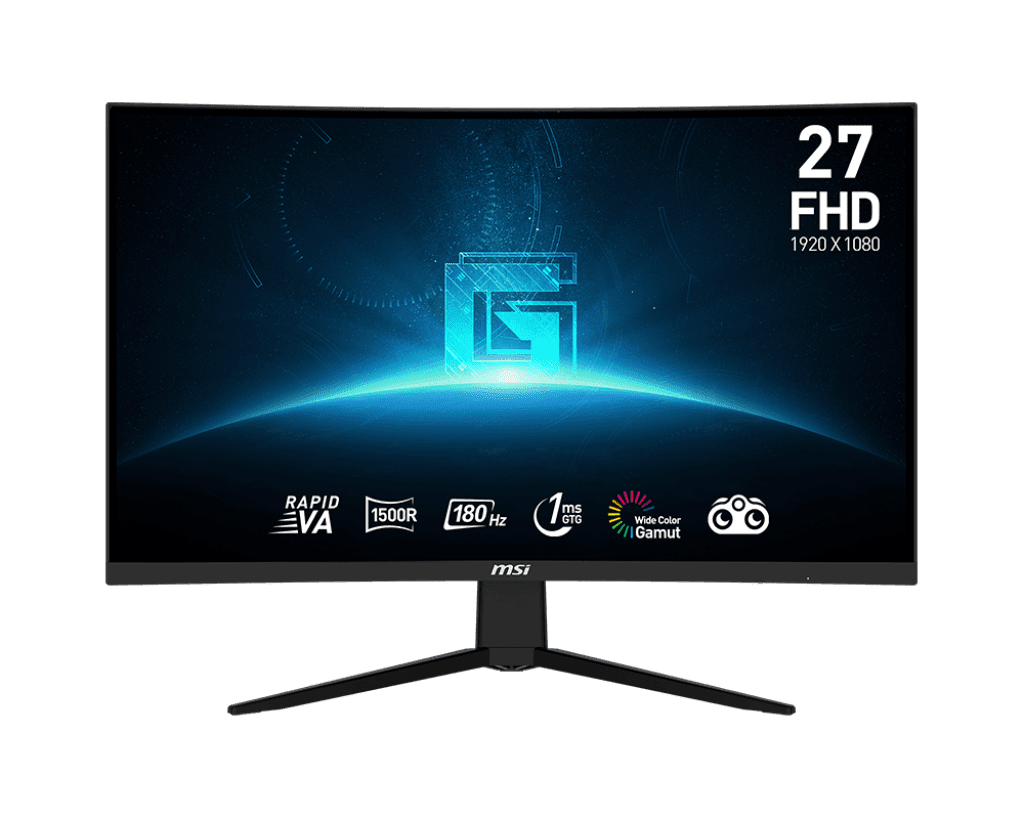 27
FHD
1920 X 1080
RAPID
VA
1500R
180Hz
1ms
GTG
Wide Color
Gamut
msi